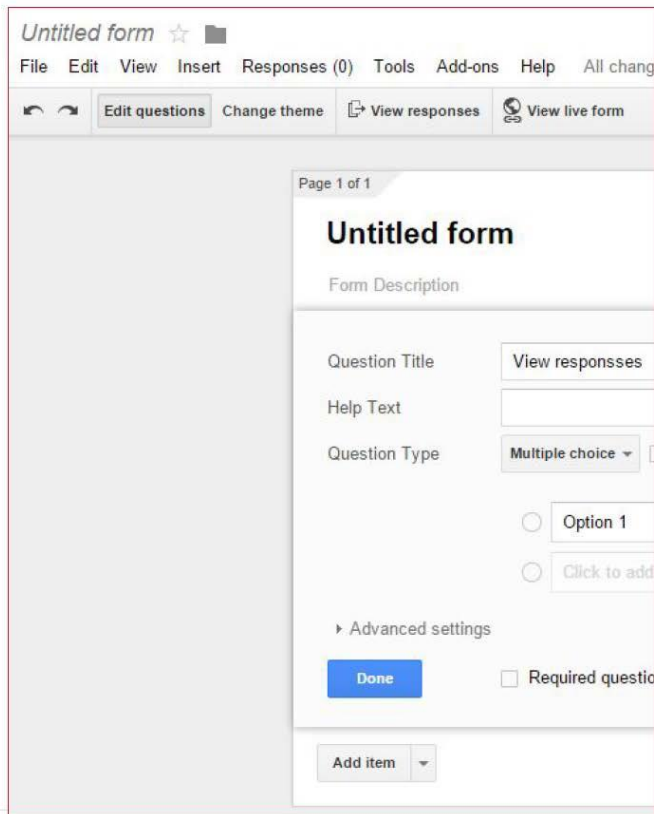 Untitled form
File Edit View Insert Responses (0) Tools Add-ons Help All chang
Edit questions Change theme View responses View live form
Page 1 of 1
Untitled form
Form Description
Question Title View responsses
Help Text
Question Type Multiple choice
Option 1
Click to add
Advanced settings
Done Required questio
Add item